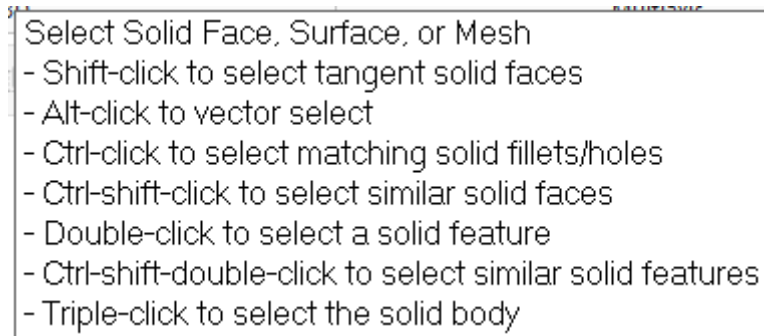 Select Solid Face, Surface, or Mesh
- Shift-click to select tangent solid faces
- Alt-click to vector select
- Ctrl-click to select matching solid fillets/holes
- Ctrl-shift-click to select similar solid faces
- Double-click to select a solid feature
- Ctrl-shift-double-click to select similar solid features
- Triple-click to select the solid body